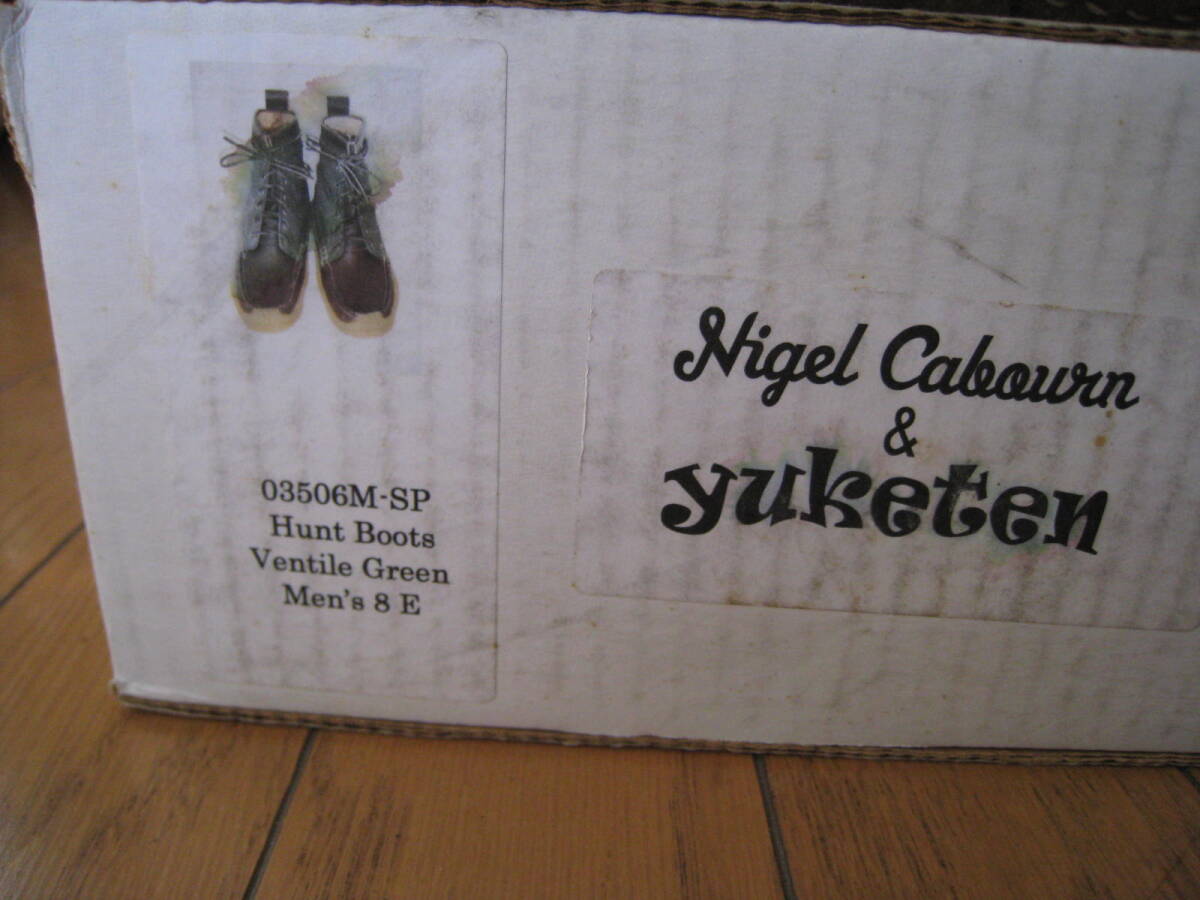 03506M-SP
Hunt Boots
Ventile Green
Men's 8 E
Nigel Cabourn
&
yuketen